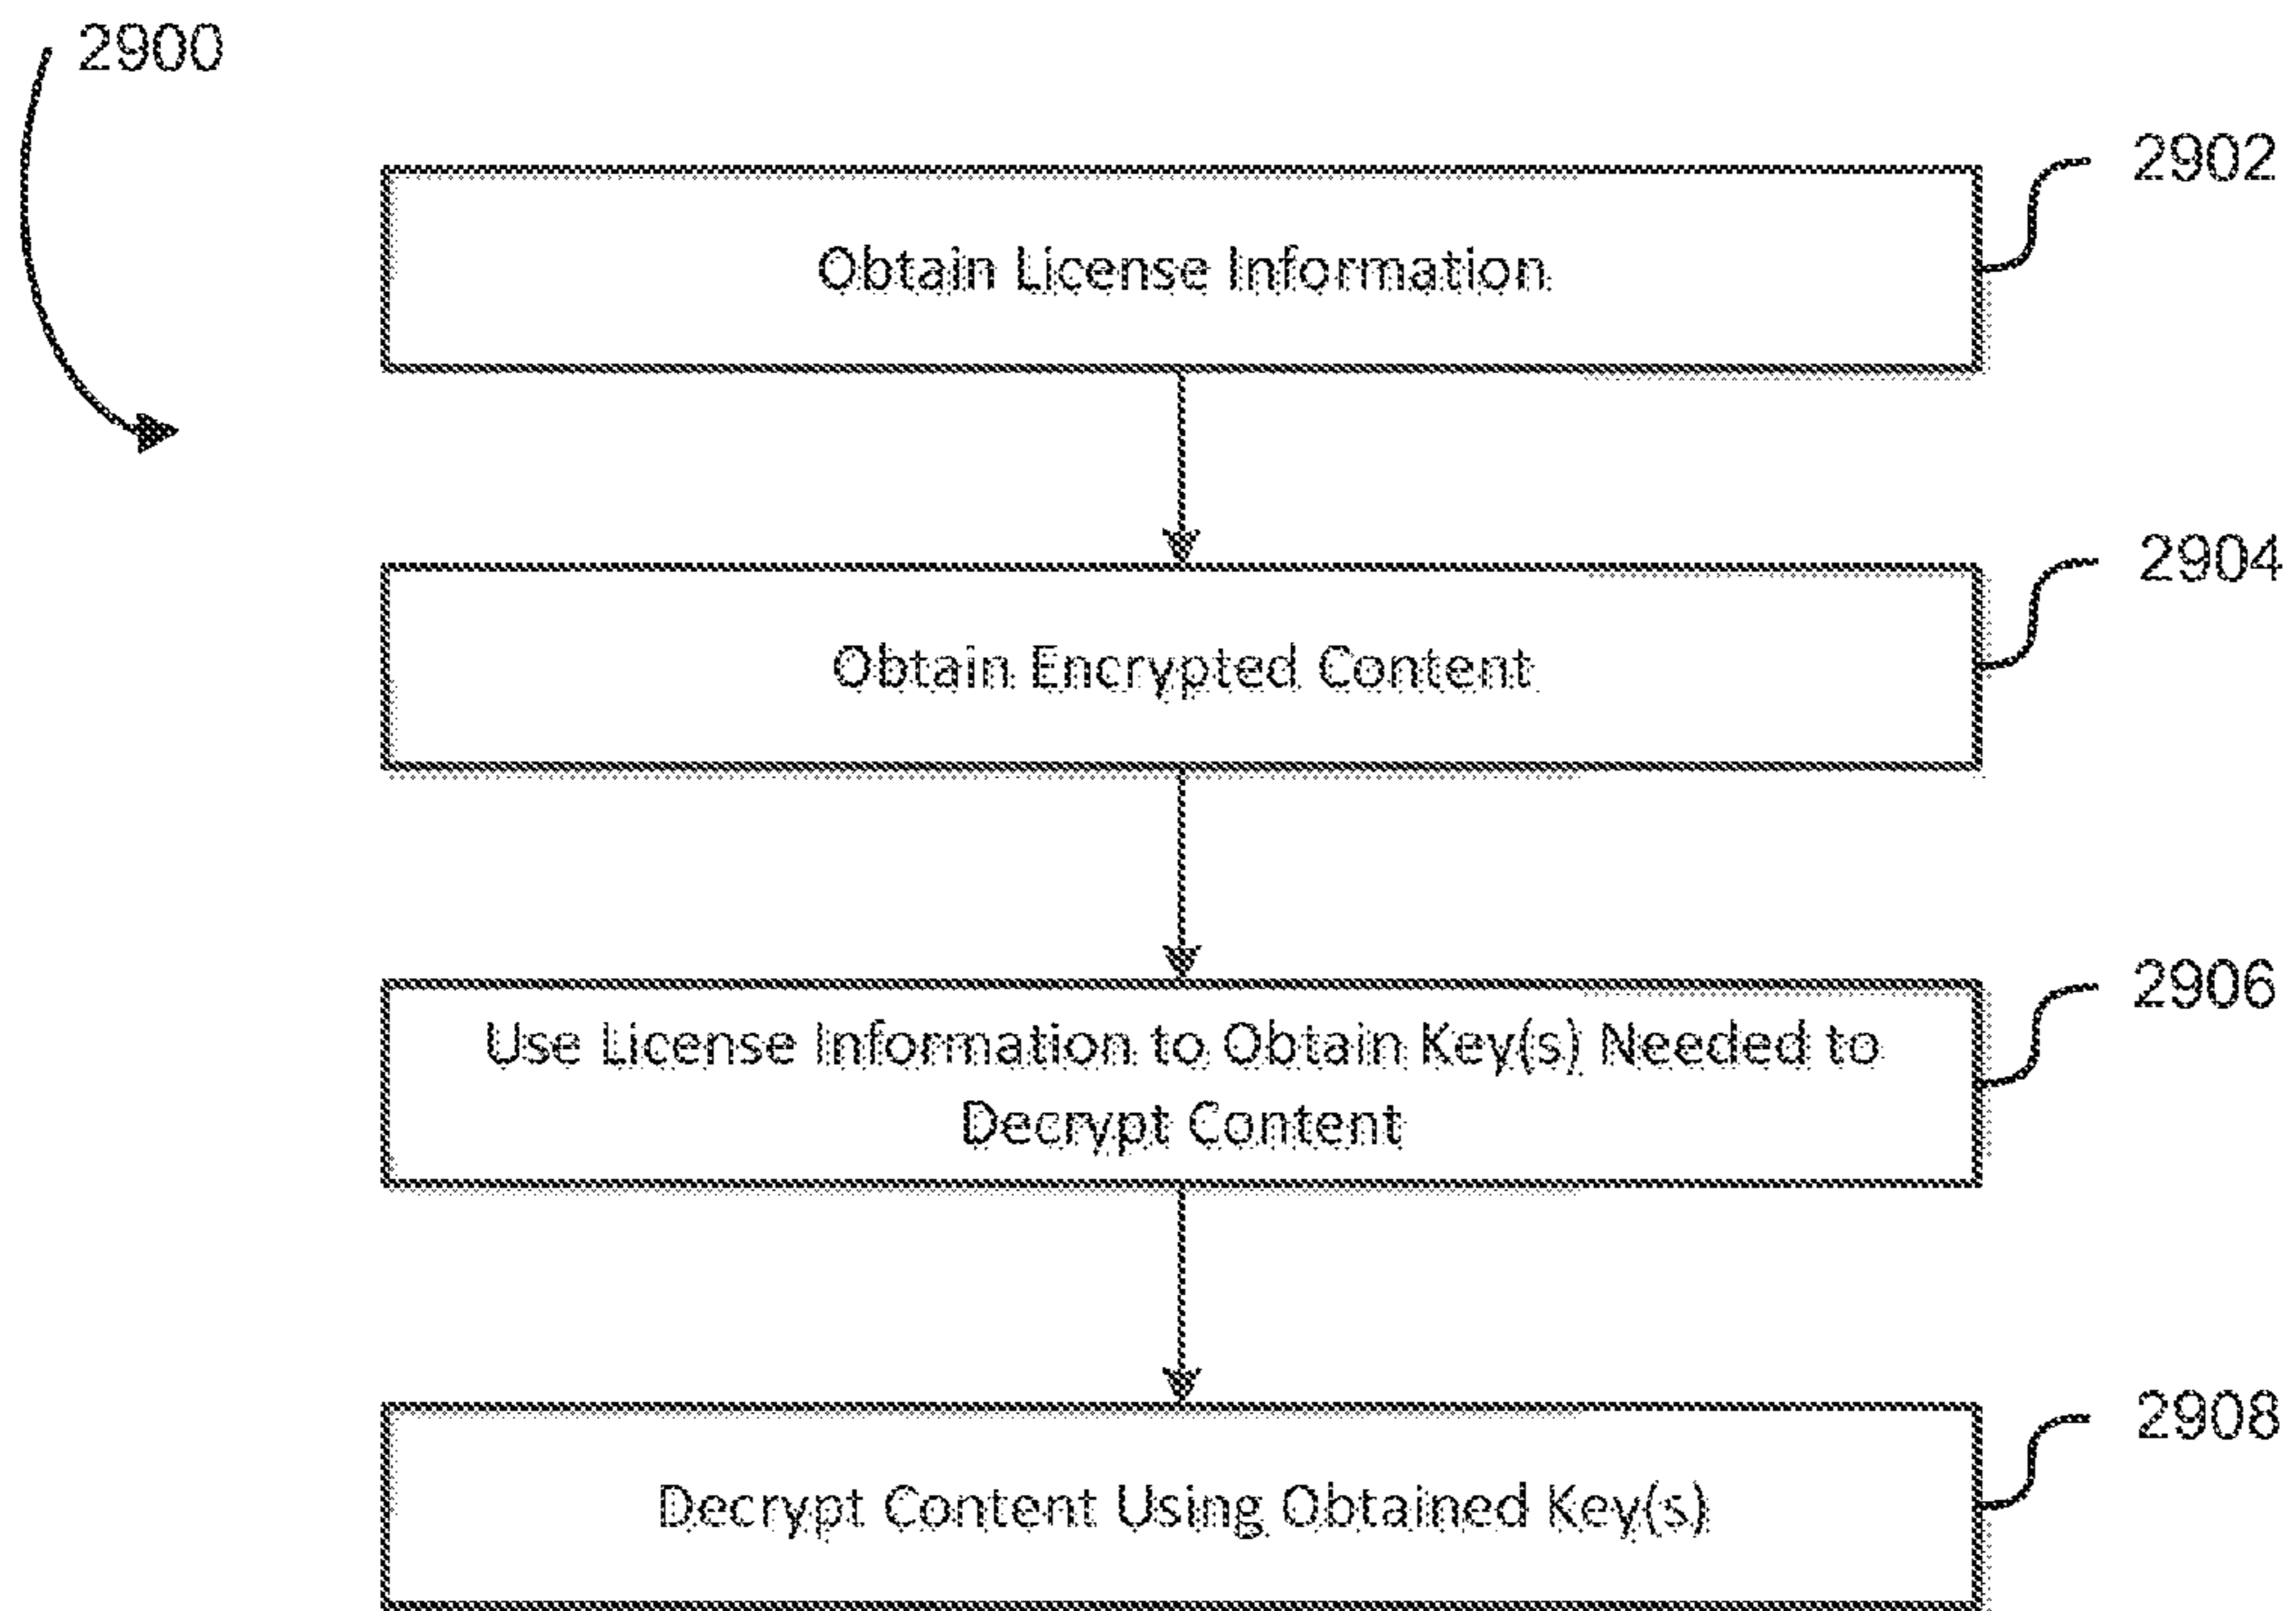 2900
2902
Obtain License Information
2904
Obtain Encrypted Content
2906
Use License Information to Obtain Key(s) Needed to
Decrypt Content
2908
Decrypt Content Using Obtained Key(s)